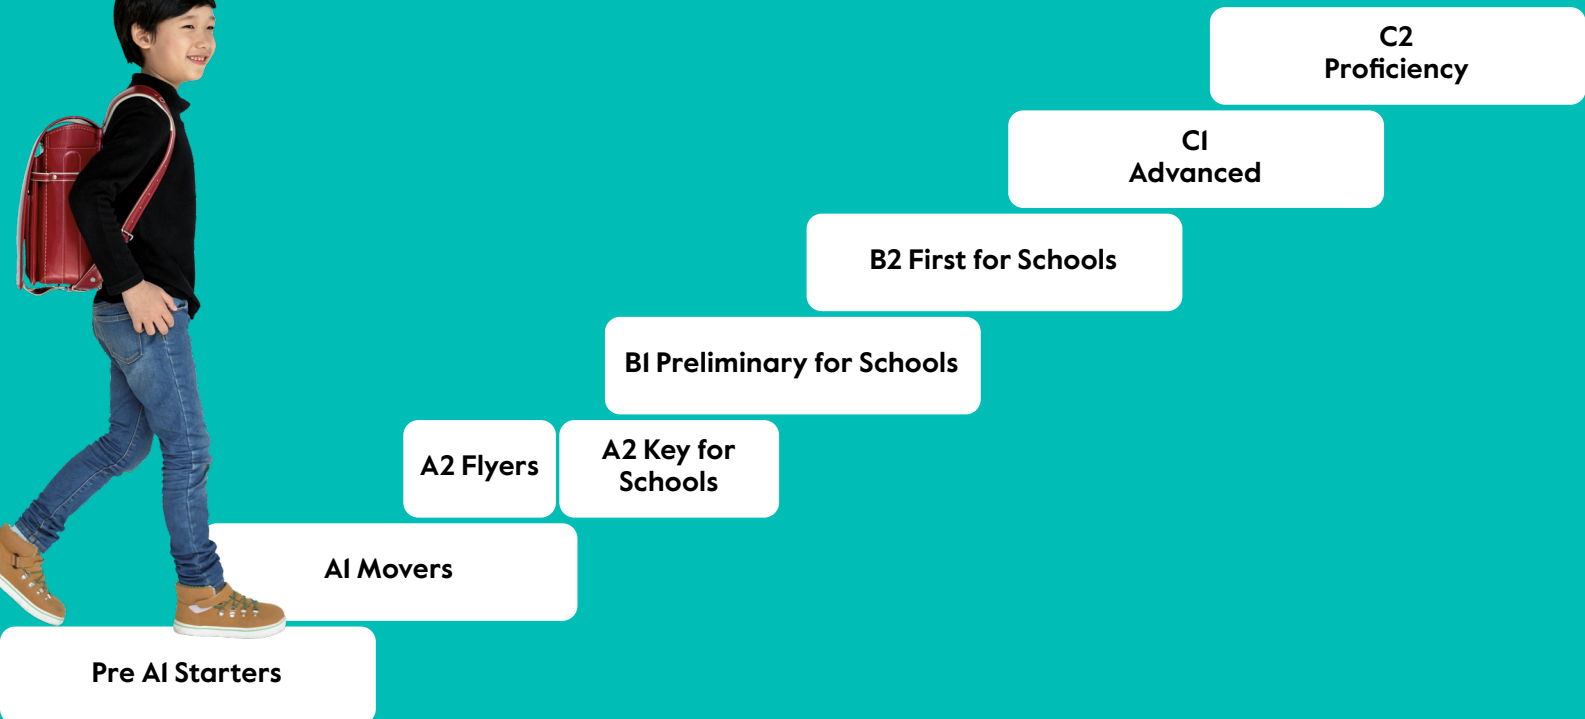 C2
Proficiency
C1
Advanced
B2 First for Schools
B1 Preliminary for Schools
A2 Flyers
A2 Key for
Schools
A1 Movers
Pre A1 Starters